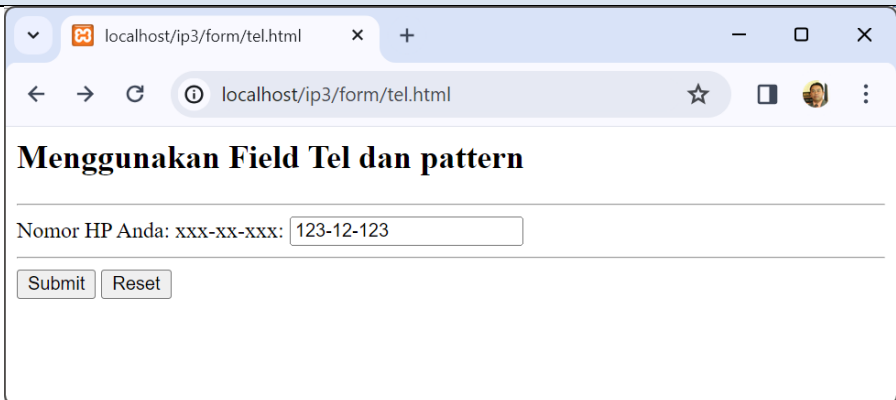 localhost/ip3/form/tel.html
localhost/ip3/form/tel.html
Menggunakan Field Tel dan pattern
Nomor HP Anda: xxx-xx-xxx: 123-12-123
Submit Reset